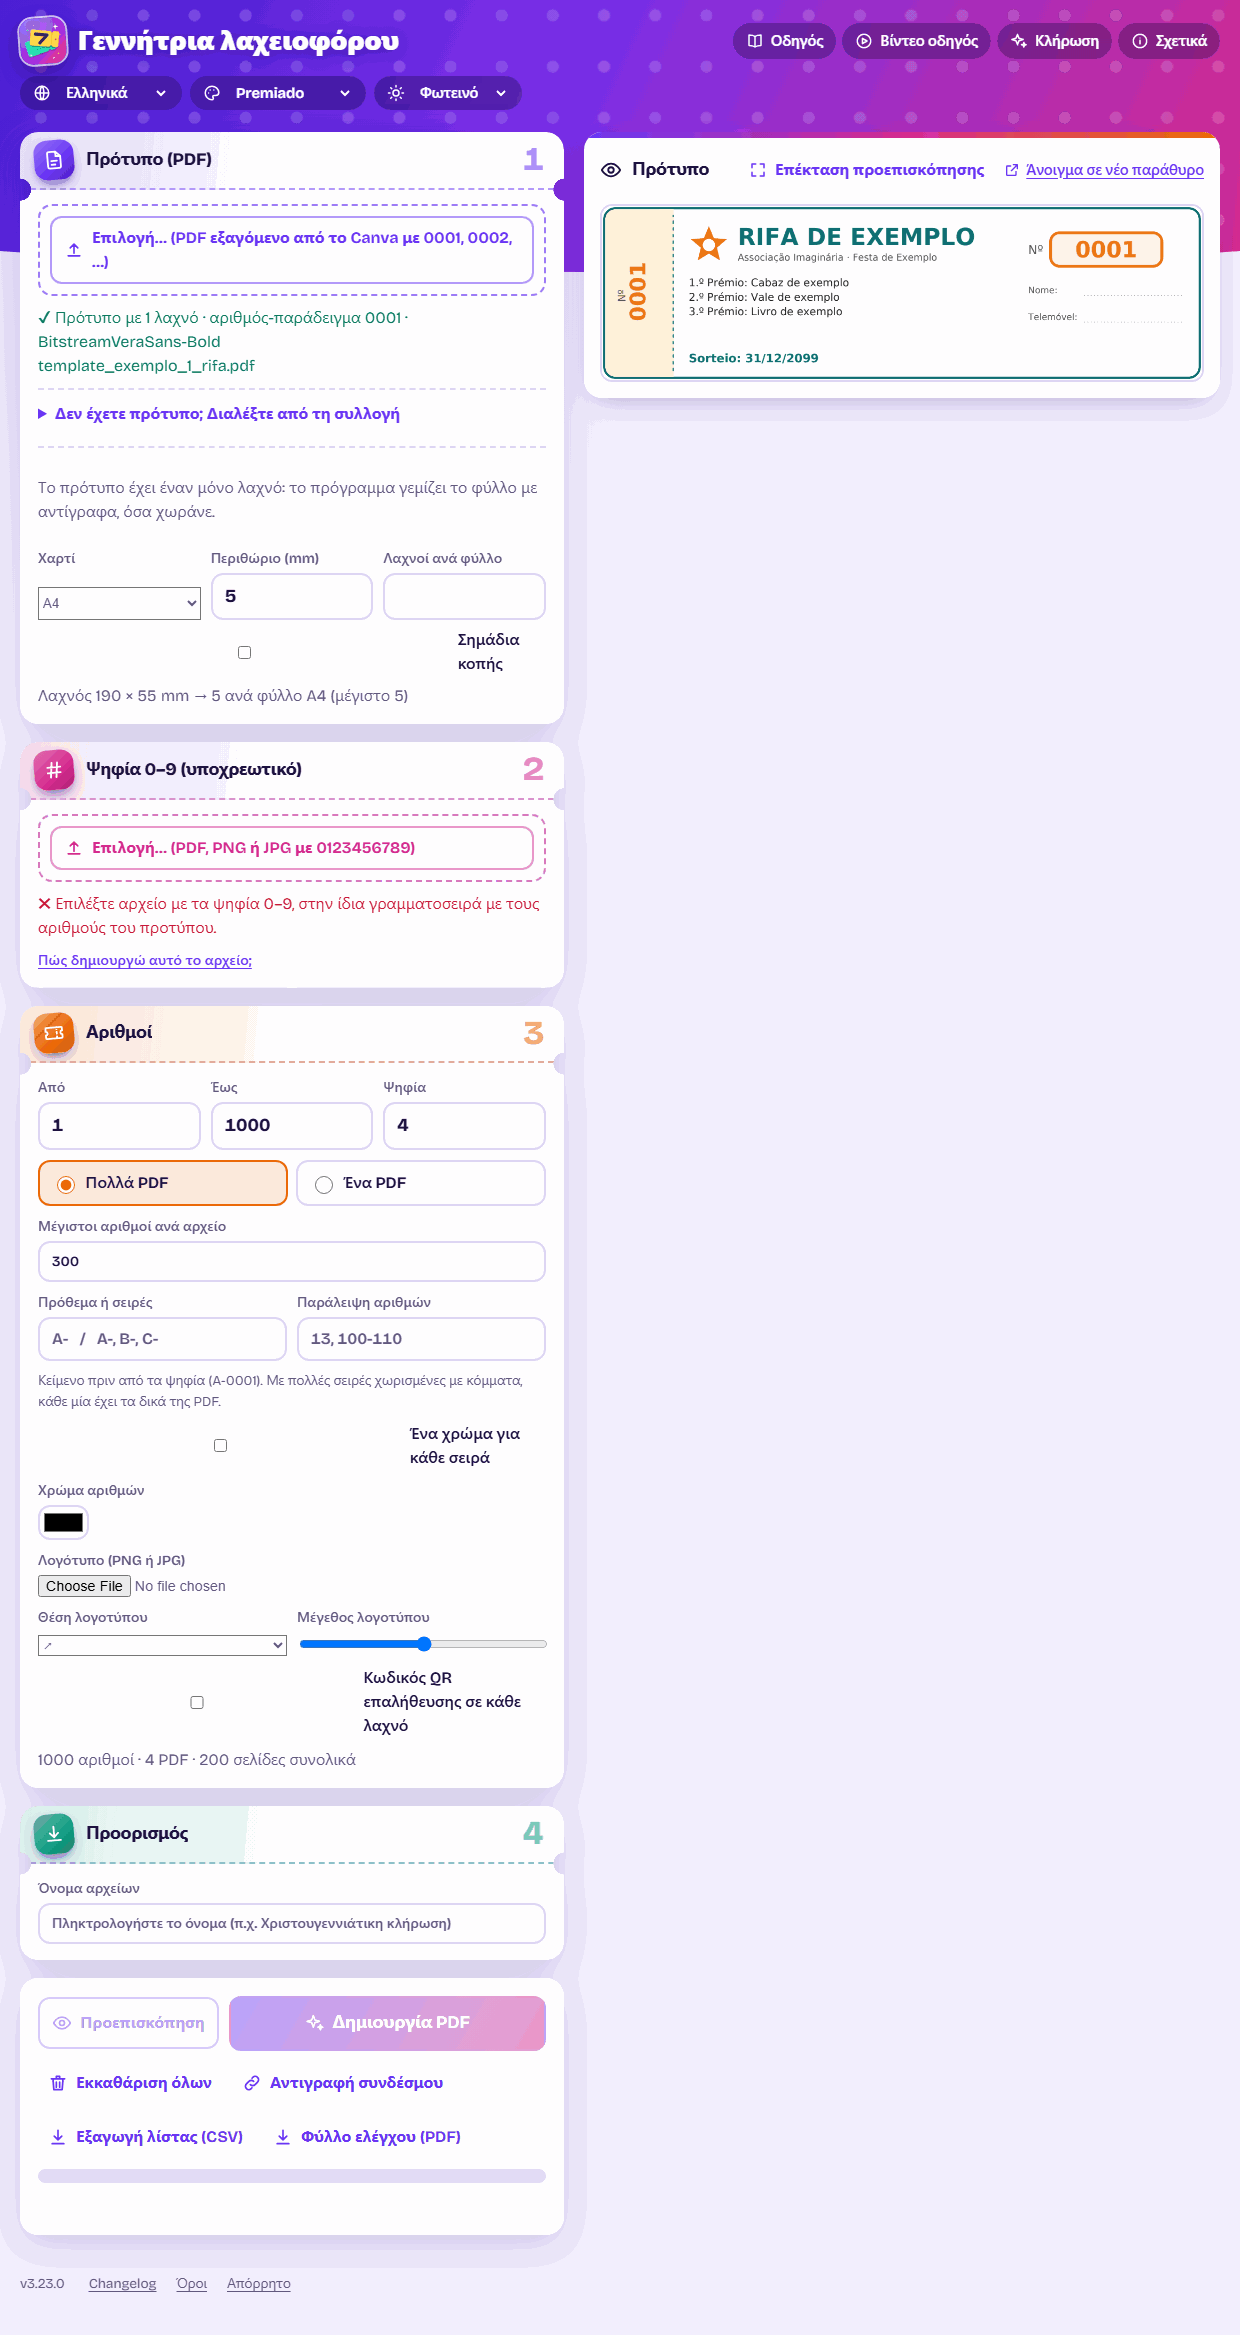 Γεννήτρια λαχειοφόρου
Οδηγός
Βίντεο οδηγός
Κλήρωση
Σχετικά
Ελληνικά
Premiado
Φωτεινό
Πρότυπο (PDF)
1
Επιλογή... (PDF εξαγόμενο από το Canva με 0001, 0002,
...)
✓ Πρότυπο με 1 λαχνό · αριθμός-παράδειγμα 0001 ·
BitstreamVeraSans-Bold
template_exemplo_1_rifa.pdf
Δεν έχετε πρότυπο; Διαλέξτε από τη συλλογή
Το πρότυπο έχει έναν μόνο λαχνό: το πρόγραμμα γεμίζει το φύλλο με
αντίγραφα, όσα χωράνε.
Χαρτί
Περιθώριο (mm)
Λαχνοί ανά φύλλο
A4
5
Σημάδια
κοπής
Λαχνός 190 × 55 mm → 5 ανά φύλλο A4 (μέγιστο 5)
Ψηφία 0–9 (υποχρεωτικό)
2
Επιλογή... (PDF, PNG ή JPG με 0123456789)
✕ Επιλέξτε αρχείο με τα ψηφία 0–9, στην ίδια γραμματοσειρά με τους
αριθμούς του προτύπου.
Πώς δημιουργώ αυτό το αρχείο;
Αριθμοί
3
Από
Έως
Ψηφία
1
1000
4
Πολλά PDF
Ένα PDF
Μέγιστοι αριθμοί ανά αρχείο
300
Πρόθεμα ή σειρές
Παράλειψη αριθμών
A-   /   A-, B-, C-
13, 100-110
Κείμενο πριν από τα ψηφία (A-0001). Με πολλές σειρές χωρισμένες με κόμματα,
κάθε μία έχει τα δικά της PDF.
Ένα χρώμα για
κάθε σειρά
Χρώμα αριθμών
Λογότυπο (PNG ή JPG)
Choose File No file chosen
Θέση λογοτύπου
Μέγεθος λογοτύπου
↗
Κωδικός QR
επαλήθευσης σε κάθε
λαχνό
1000 αριθμοί · 4 PDF · 200 σελίδες συνολικά
Προορισμός
4
Όνομα αρχείων
Πληκτρολογήστε το όνομα (π.χ. Χριστουγεννιάτικη κλήρωση)
Προεπισκόπηση
Δημιουργία PDF
Εκκαθάριση όλων
Αντιγραφή συνδέσμου
Εξαγωγή λίστας (CSV)
Φύλλο ελέγχου (PDF)
v3.23.0
Changelog
Όροι
Απόρρητο
Πρότυπο
Επέκταση προεπισκόπησης
Άνοιγμα σε νέο παράθυρο
Nº
0001
RIFA DE EXEMPLO
Associação Imaginária · Festa de Exemplo
1.º Prémio: Cabaz de exemplo
2.º Prémio: Vale de exemplo
3.º Prémio: Livro de exemplo
Sorteio: 31/12/2099
Nº 0001
Nome:
Telemóvel: